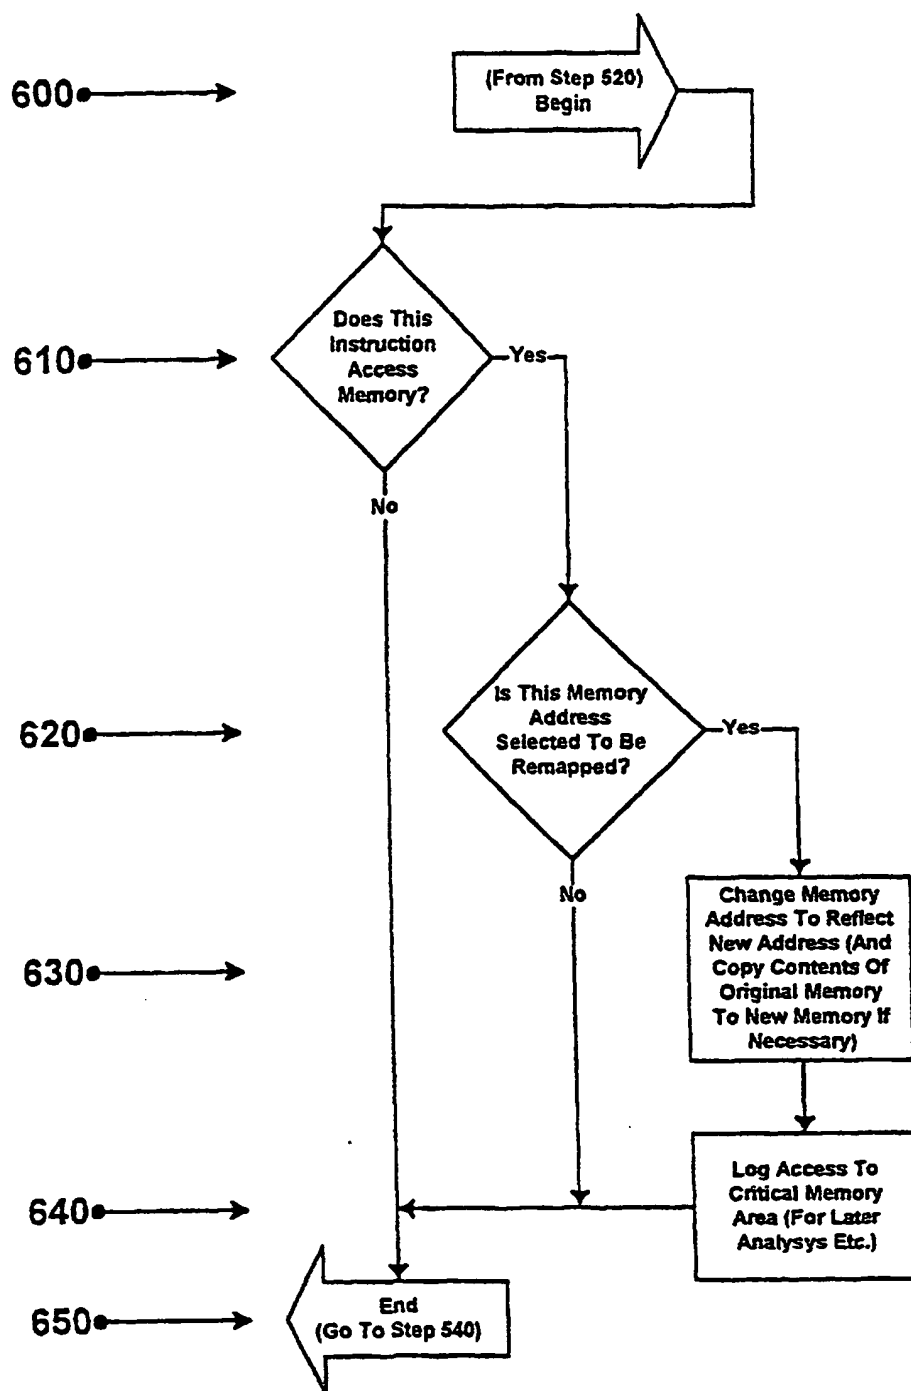 600
(From Step 520)
Begin
610
Does This
Instruction
Access
Memory?
Yes
No
620
Is This Memory
Address
Selected To Be
Remapped?
Yes
No
630
Change Memory
Address To Reflect
New Address (And
Copy Contents Of
Original Memory
To New Memory If
Necessary)
640
Log Access To
Critical Memory
Area (For Later
Analysys Etc.)
650
End
(Go To Step 540)